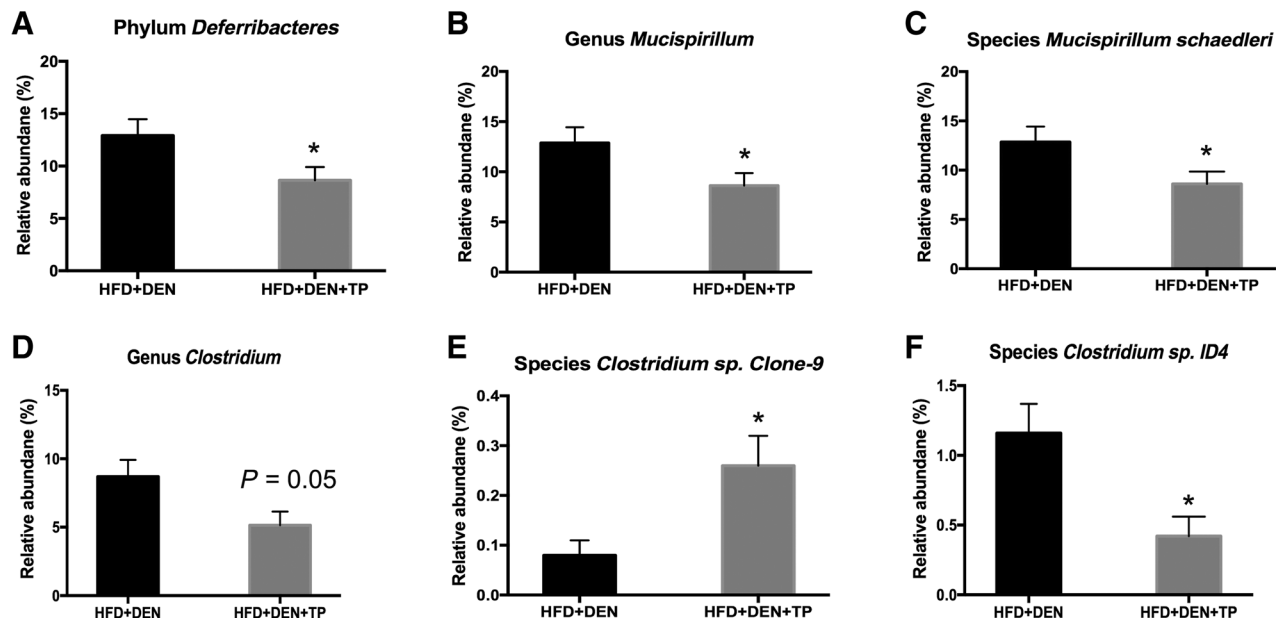 A
Phylum Deferribacteres
Relative abundane (%)
20
15
10
5
0
*
HFD+DEN
HFD+DEN+TP
B
Genus Mucispirillum
Relative abundane (%)
20
15
10
5
0
*
HFD+DEN
HFD+DEN+TP
C
Species Mucispirillum schaedleri
Relative abundane (%)
20
15
10
5
0
*
HFD+DEN
HFD+DEN+TP
D
Genus Clostridium
Relative abundane (%)
15
10
5
0
P = 0.05
HFD+DEN
HFD+DEN+TP
E
Species Clostridium sp. Clone-9
Relative abundane (%)
0.4
0.3
0.2
0.1
0.0
*
HFD+DEN
HFD+DEN+TP
F
Species Clostridium sp. ID4
Relative abundane (%)
1.5
1.0
0.5
0.0
*
HFD+DEN
HFD+DEN+TP